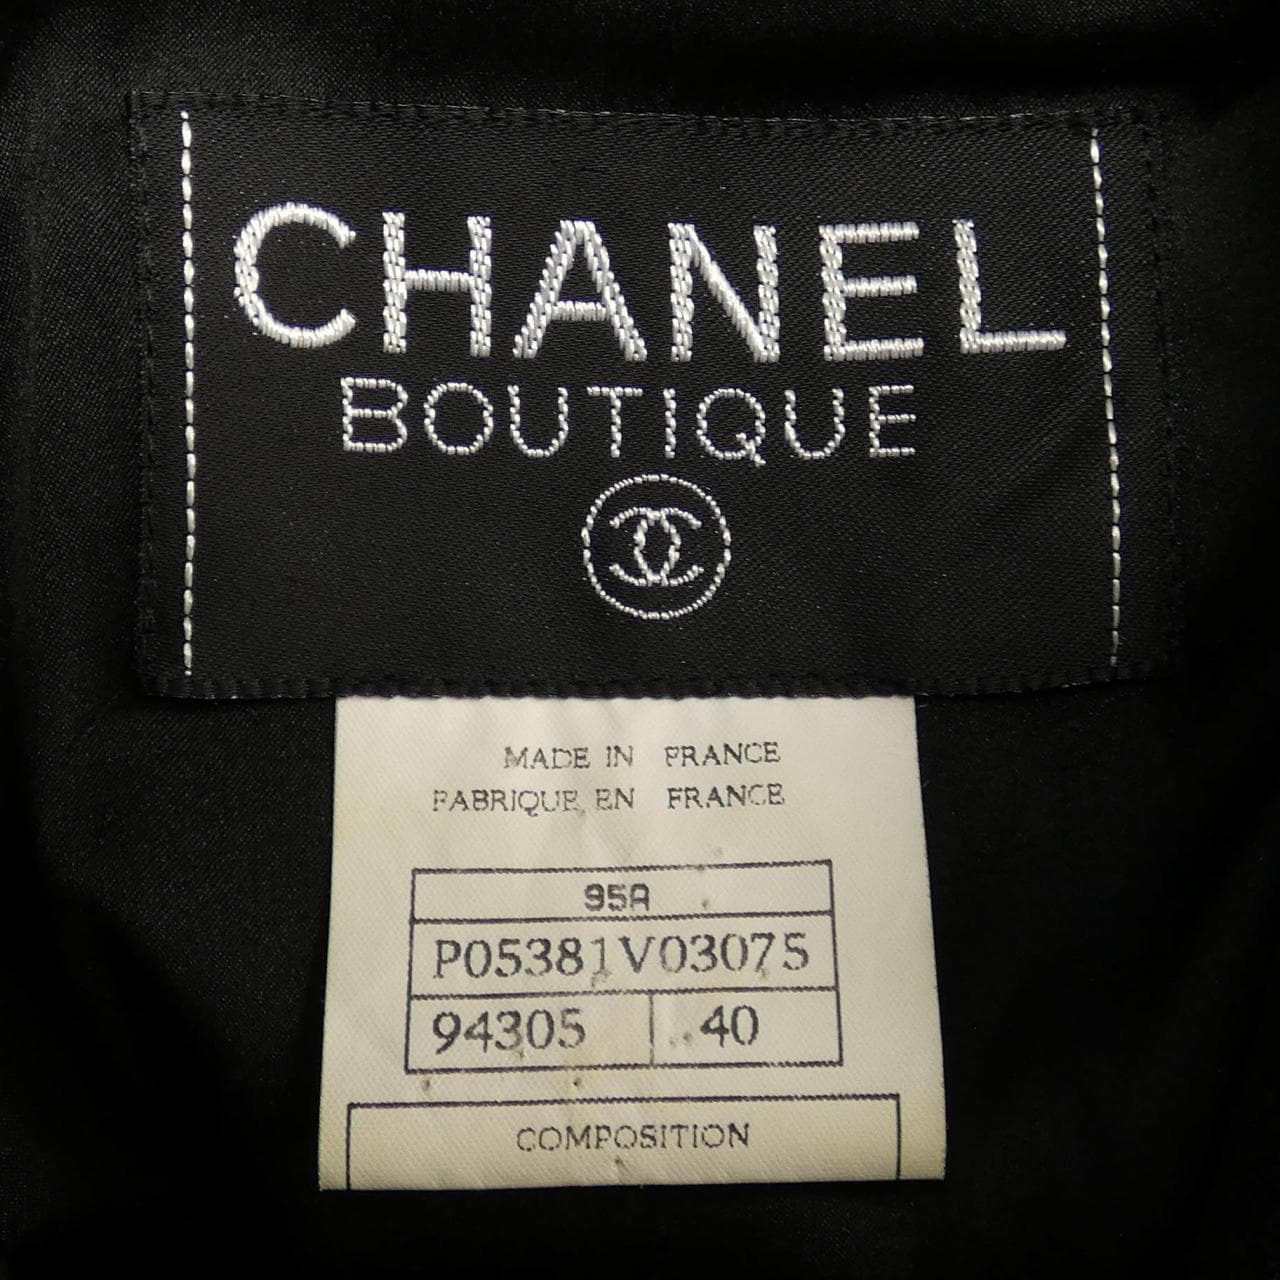 CHANEL
BOUTIQUE
MADE IN FRANCE
FABRIQUE EN FRANCE
95A
P05381V03075
94305 40
COMPOSITION